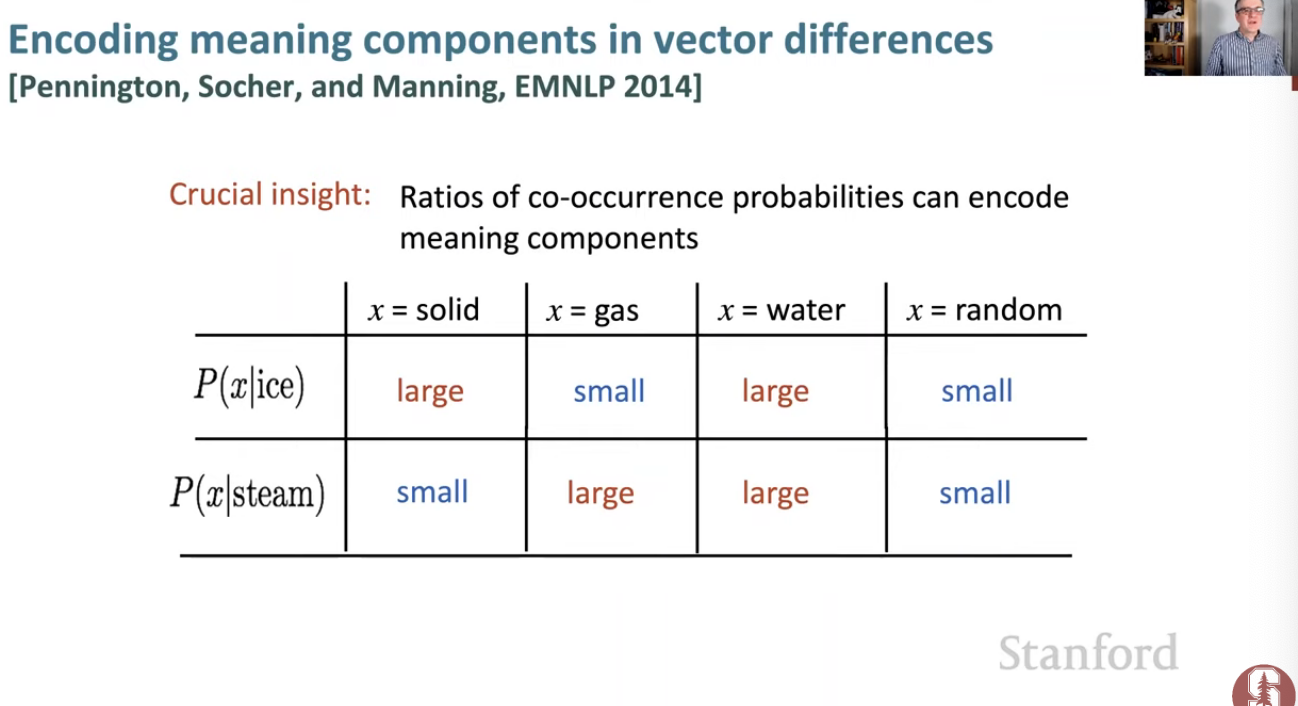 Encoding meaning components in vector differences
[Pennington, Socher, and Manning, EMNLP 2014]
Crucial insight: Ratios of co-occurrence probabilities can encode
meaning components
x = solid x = gas x = water x = random
P(x|ice) large small large small
P(x|steam) small large large small
Stanford
S